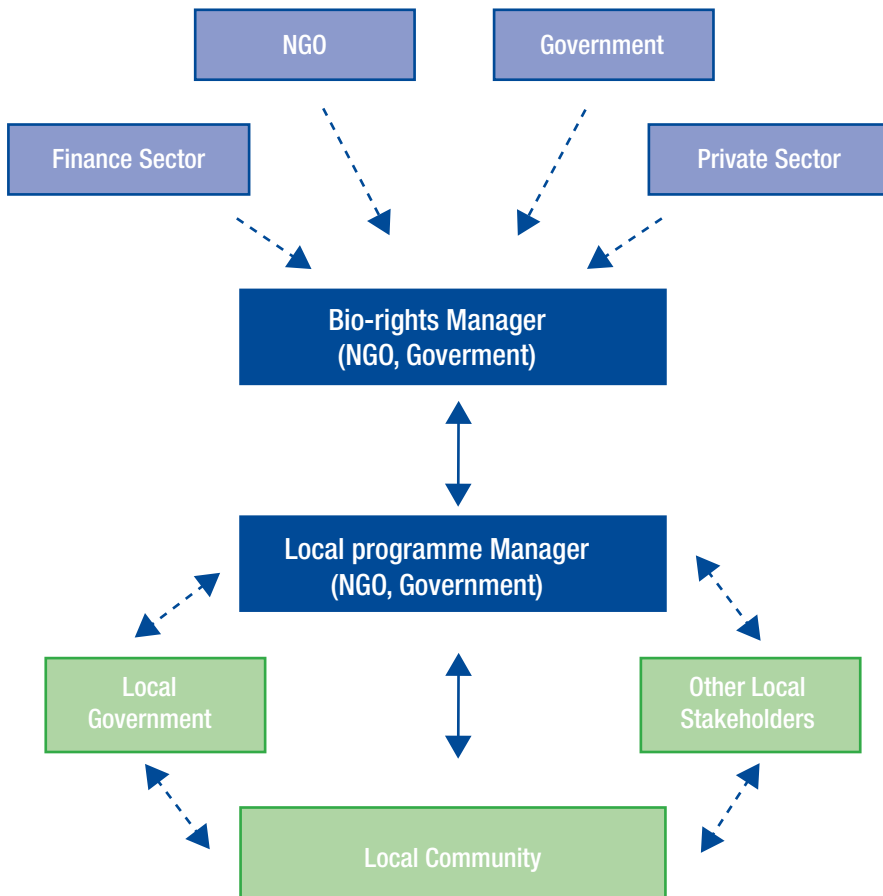 NGO
Government
Finance Sector
Private Sector
Bio-rights Manager
(NGO, Goverment)
Local programme Manager
(NGO, Government)
Local
Government
Other Local
Stakeholders
Local Community